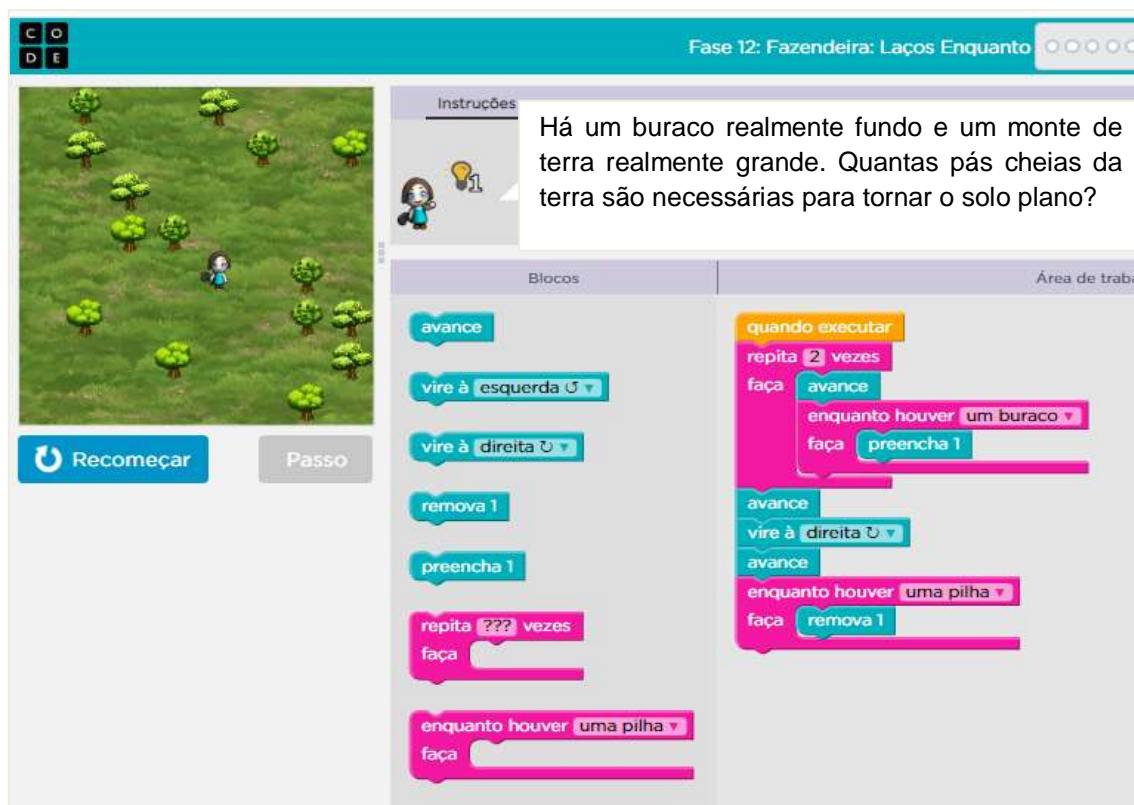 C O
D E
Fase 12: Fazendeira: Laços Enquanto
Instruções
Há um buraco realmente fundo e um monte de
terra realmente grande. Quantas pás cheias da
terra são necessárias para tornar o solo plano?
1
Blocos
Área de traba
avance
vire à esquerda ↺ ▼
vire à direita ↻ ▼
remova 1
preencha 1
repita ??? vezes
faça
enquanto houver uma pilha ▼
faça
quando executar
repita 2 vezes
faça avance
enquanto houver um buraco ▼
faça preencha 1
avance
vire à direita ↻ ▼
avance
enquanto houver uma pilha ▼
faça remova 1
Recomeçar
Passo